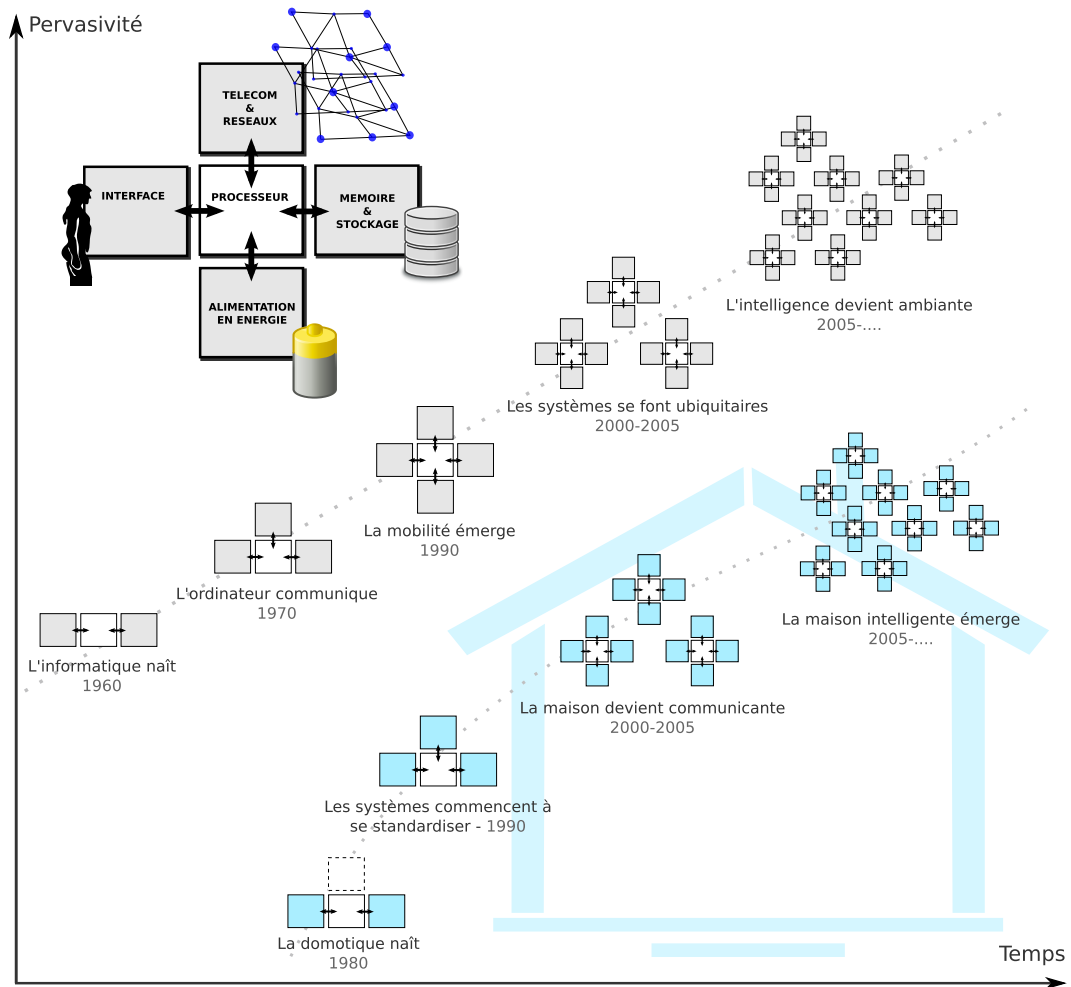 Pervasivité
TELECOM
&
RESEAUX
INTERFACE
PROCESSEUR
MEMOIRE
&
STOCKAGE
ALIMENTATION
EN ENERGIE
L'intelligence devient ambiante
2005-....
Les systèmes se font ubiquitaires
2000-2005
La mobilité émerge
1990
L'ordinateur communique
1970
L'informatique naît
1960
La maison intelligente émerge
2005-....
La maison devient communicante
2000-2005
Les systèmes commencent à
se standardiser - 1990
La domotique naît
1980
Temps